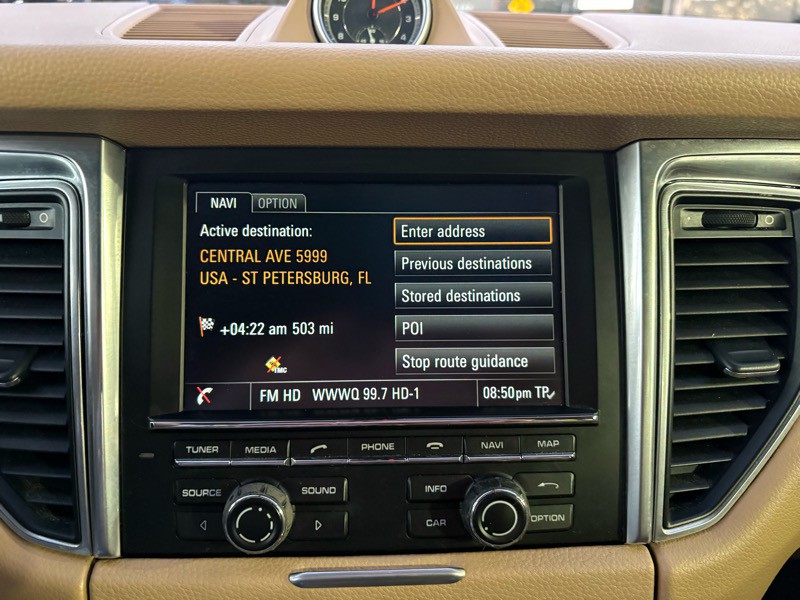 8 4
NAVI OPTION
Active destination:
CENTRAL AVE 5999
USA - ST PETERSBURG, FL
+04:22 am 503 mi
TMC
Enter address
Previous destinations
Stored destinations
POI
Stop route guidance
FM HD WWWQ 99.7 HD-1 08:50pm TP
TUNER MEDIA PHONE NAVI MAP
SOURCE SOUND INFO
CAR OPTION